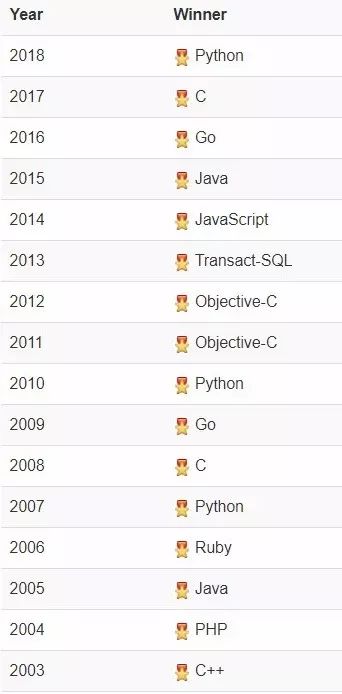 Year Winner
2018 Python
2017 C
2016 Go
2015 Java
2014 JavaScript
2013 Transact-SQL
2012 Objective-C
2011 Objective-C
2010 Python
2009 Go
2008 C
2007 Python
2006 Ruby
2005 Java
2004 PHP
2003 C++